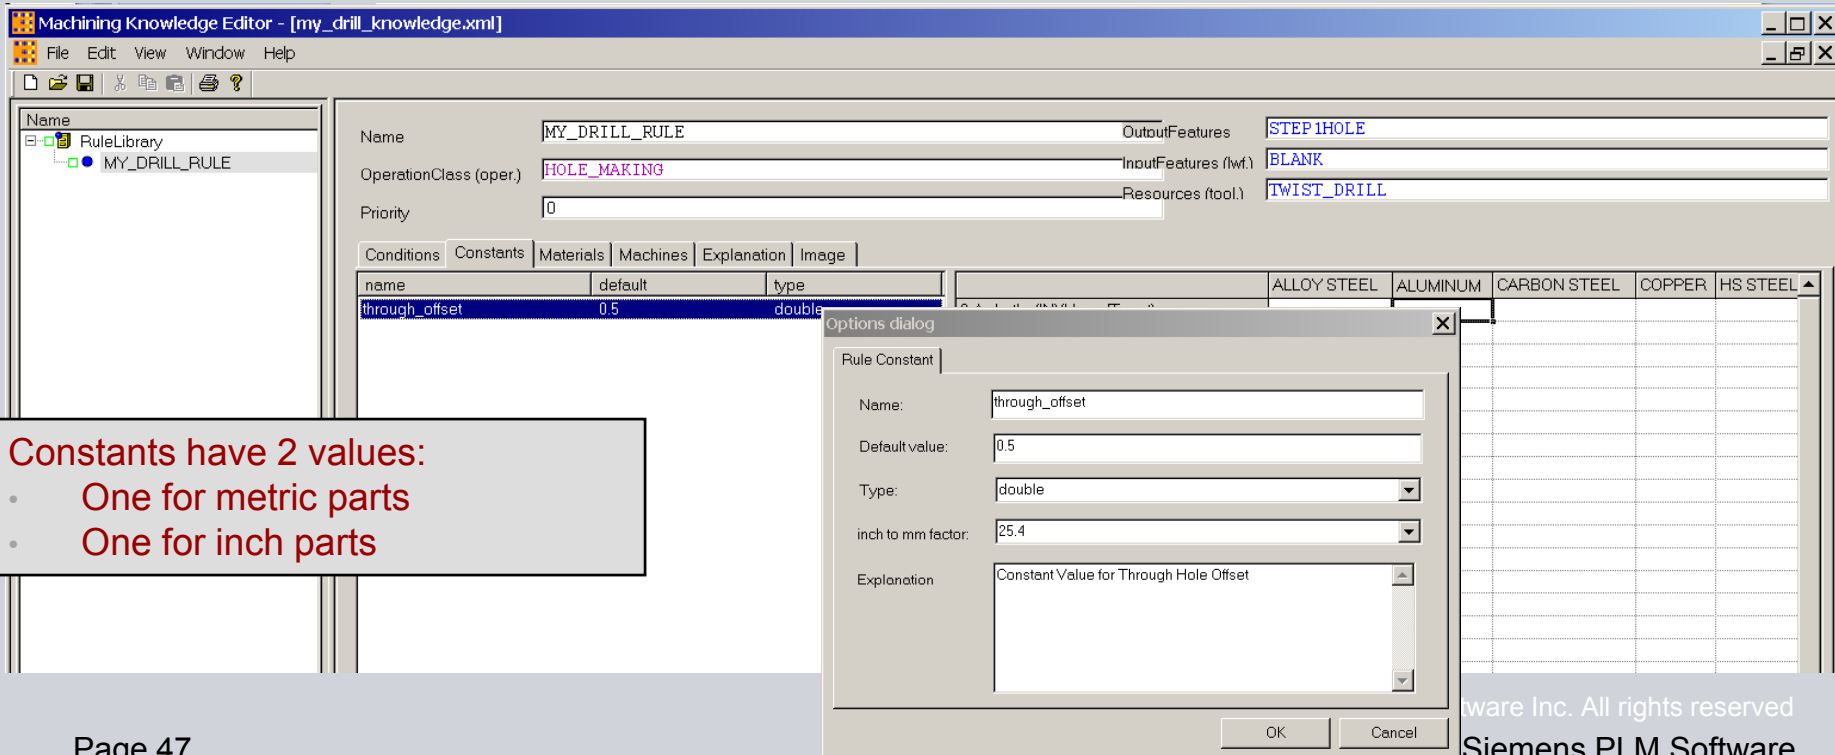 Machining Knowledge Editor - [my_drill_knowledge.xml]
File Edit View Window Help
Name
RuleLibrary
MY_DRILL_RULE
Name MY_DRILL_RULE
OperationClass (oper.) HOLE_MAKING
Priority 0
OutputFeatures STEP1HOLE
InputFeatures (lwf.) BLANK
Resources (tool.) TWIST_DRILL
Conditions Constants Materials Machines Explanation Image
name default type
through_offset 0.5 double
ALLOY STEEL ALUMINUM CARBON STEEL COPPER HS STEEL
Options dialog
Rule Constant
Name: through_offset
Default value: 0.5
Type: double
inch to mm factor: 25.4
Explanation Constant Value for Through Hole Offset
OK Cancel
Constants have 2 values:
• One for metric parts
• One for inch parts
tware Inc. All rights reserved
Page 47
Siemens PLM Software